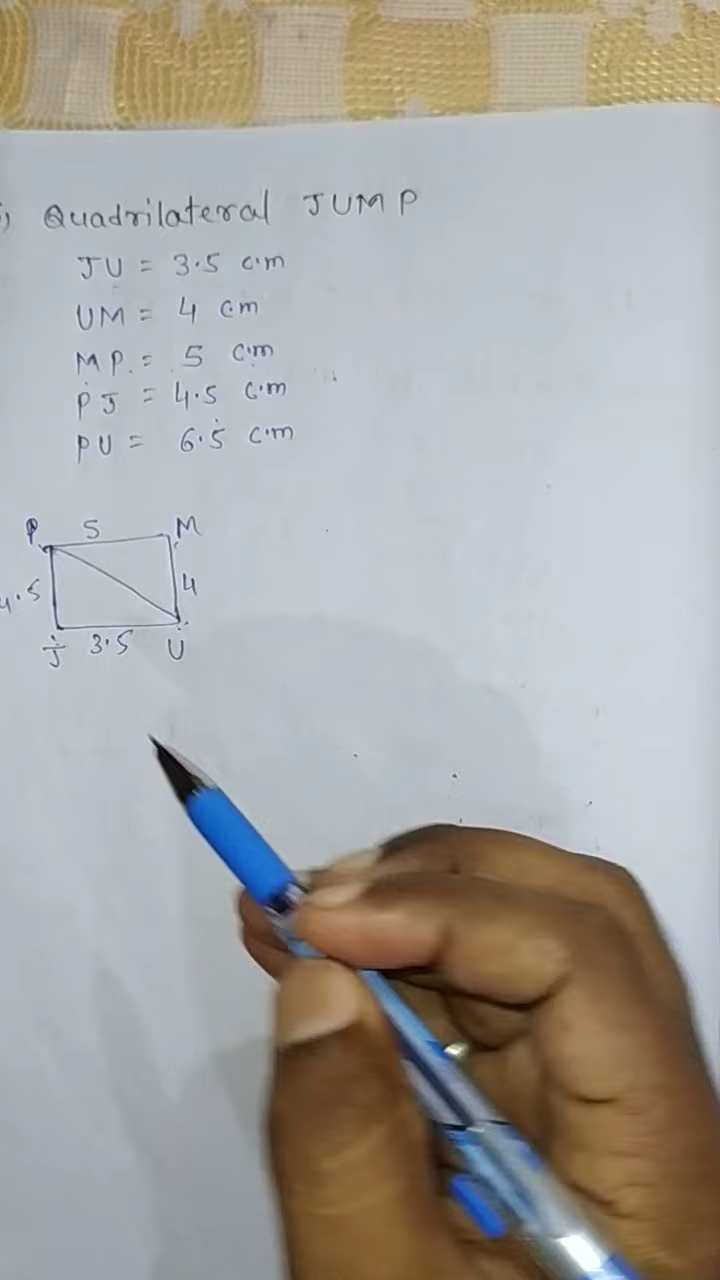 i) Quadrilateral JUMP
JU = 3.5 cm
UM = 4 cm
MP = 5 cm
PJ = 4.5 cm
PU = 6.5 cm
P 5 M
4.5 4
J 3.5 U